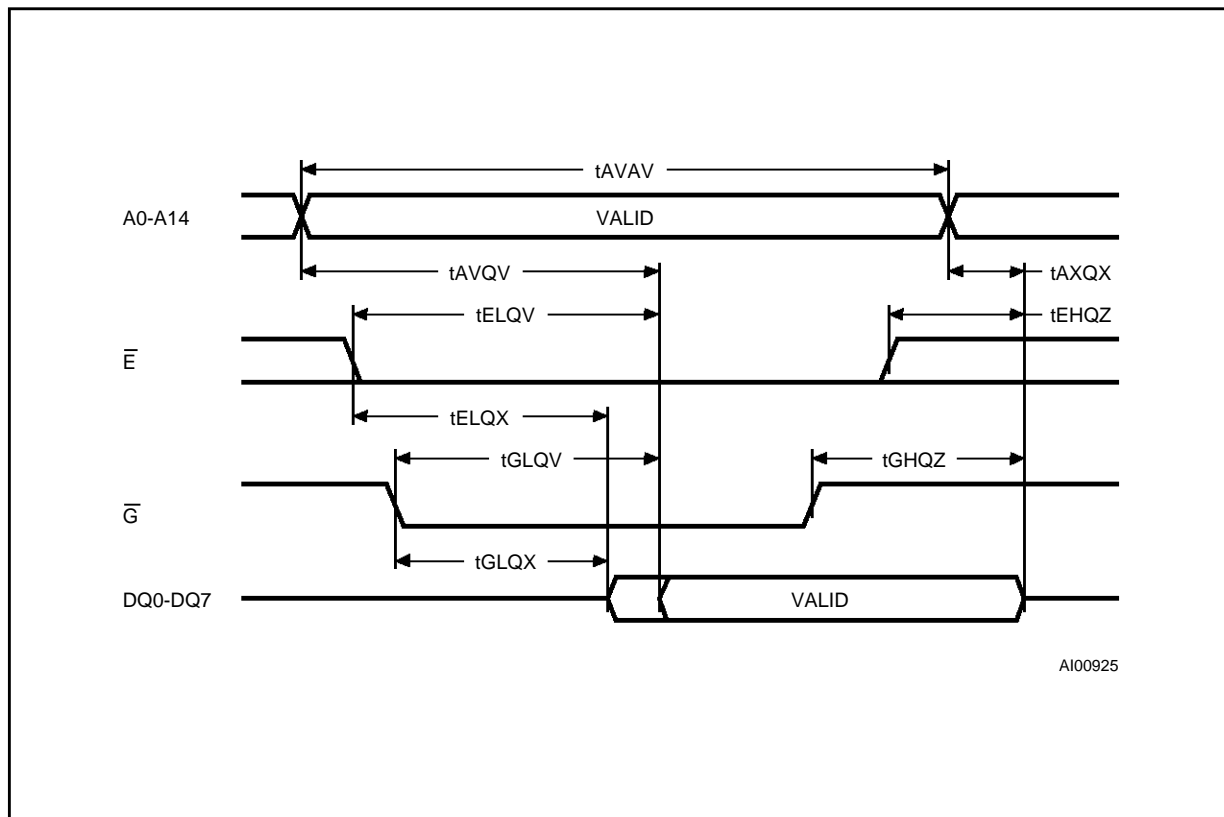 tAVAV
A0-A14
VALID
tAVQV
tAXQX
tELQV
tEHQZ
E̅
tELQX
tGLQV
tGHQZ
G̅
tGLQX
DQ0-DQ7
VALID
AI00925